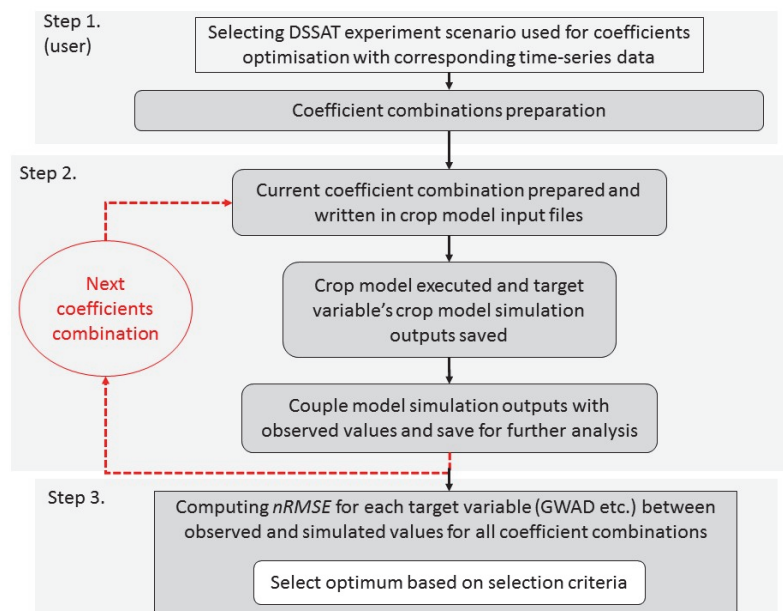 Step 1.
(user)
Selecting DSSAT experiment scenario used for coefficients
optimisation with corresponding time-series data
Coefficient combinations preparation
Step 2.
Current coefficient combination prepared and
written in crop model input files
Next
coefficients
combination
Crop model executed and target
variable's crop model simulation
outputs saved
Couple model simulation outputs with
observed values and save for further analysis
Step 3.
Computing nRMSE for each target variable (GWAD etc.) between
observed and simulated values for all coefficient combinations
Select optimum based on selection criteria